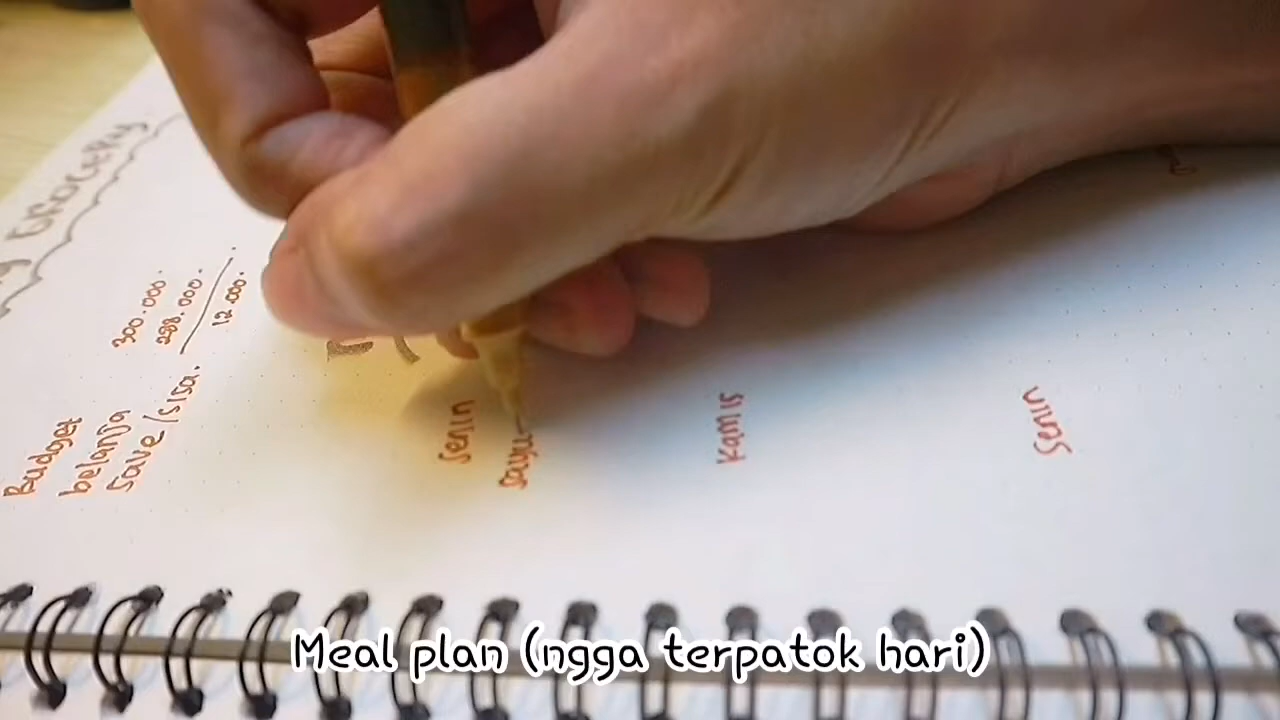 GROCERY
Budget 300.000.
belanja 288.000.
Save / sisa. 12.000.
Senin
Kamis
Senin
Meal plan (ngga terpatok hari)